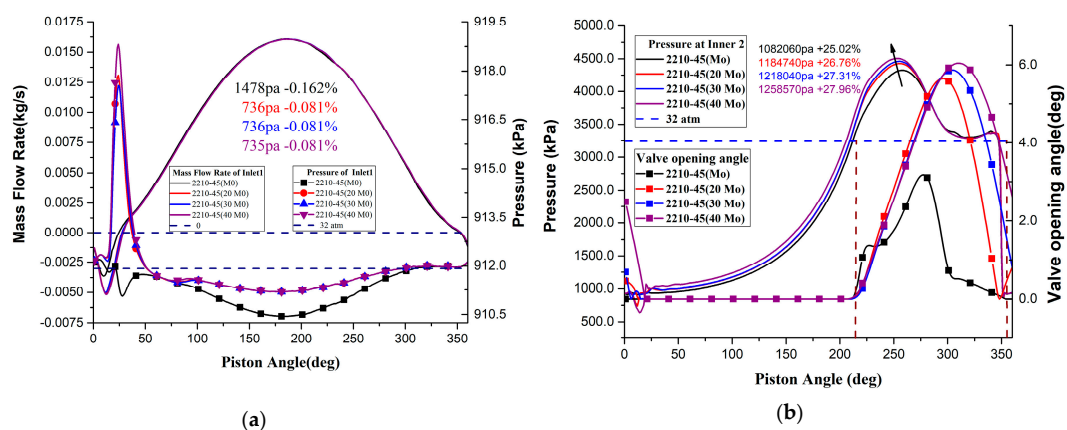 0.0175
0.0150
0.0125
0.0100
0.0075
0.0050
0.0025
0.0000
-0.0025
-0.0050
-0.0075
Mass Flow Rate(kg/s)
1478pa -0.162%
736pa -0.081%
736pa -0.081%
735pa -0.081%
Mass Flow Rate of Inlet1
2210-45(M0)
2210-45(20 M0)
2210-45(30 M0)
2210-45(40 M0)
0
Pressure of Inlet1
2210-45(M0)
2210-45(20 M0)
2210-45(30 M0)
2210-45(40 M0)
32 atm
919.5
918.0
916.5
915.0
913.5
912.0
910.5
Pressure (kPa)
0 50 100 150 200 250 300 350
Piston Angle(deg)
(a)
5000.0
4500.0
4000.0
3500.0
3000.0
2500.0
2000.0
1500.0
1000.0
500.0
Pressure (kPa)
Pressure at Inner 2
2210-45(Mo)
2210-45(20 Mo)
2210-45(30 Mo)
2210-45(40 Mo)
32 atm
1082060pa +25.02%
1184740pa +26.76%
1218040pa +27.31%
1258570pa +27.96%
Valve opening angle
2210-45(Mo)
2210-45(20 Mo)
2210-45(30 Mo)
2210-45(40 Mo)
6.0
4.0
2.0
0.0
Valve opening angle(deg)
0 50 100 150 200 250 300 350
Piston Angle (deg)
(b)